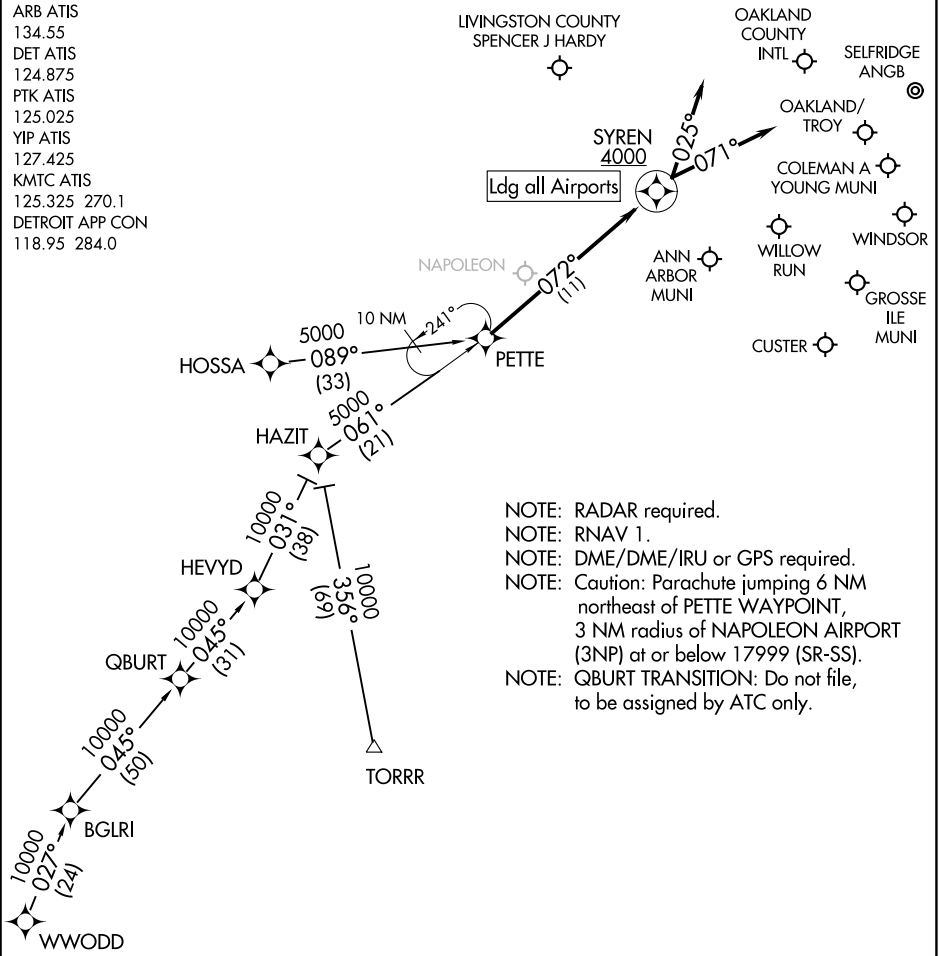 ARB ATIS
134.55
DET ATIS
124.875
PTK ATIS
125.025
YIP ATIS
127.425
KMTC ATIS
125.325 270.1
DETROIT APP CON
118.95 284.0
LIVINGSTON COUNTY
SPENCER J HARDY
OAKLAND
COUNTY
INTL
SELFRIDGE
ANGB
OAKLAND/
TROY
SYREN
4000
025°
071°
Ldg all Airports
COLEMAN A
YOUNG MUNI
WINDSOR
WILLOW
RUN
ANN
ARBOR
MUNI
GROSSE
ILE
MUNI
CUSTER
NAPOLEON
072°
(11)
10 NM
241°
PETTE
HOSSA
5000
089°
(33)
5000
061°
(21)
HAZIT
10000
031°
(38)
HEVYD
10000
356°
(69)
TORRR
10000
045°
(31)
QBURT
10000
045°
(50)
BGLRI
10000
027°
(24)
WWODD
NOTE: RADAR required.
NOTE: RNAV 1.
NOTE: DME/DME/IRU or GPS required.
NOTE: Caution: Parachute jumping 6 NM
northeast of PETTE WAYPOINT,
3 NM radius of NAPOLEON AIRPORT
(3NP) at or below 17999 (SR-SS).
NOTE: QBURT TRANSITION: Do not file,
to be assigned by ATC only.